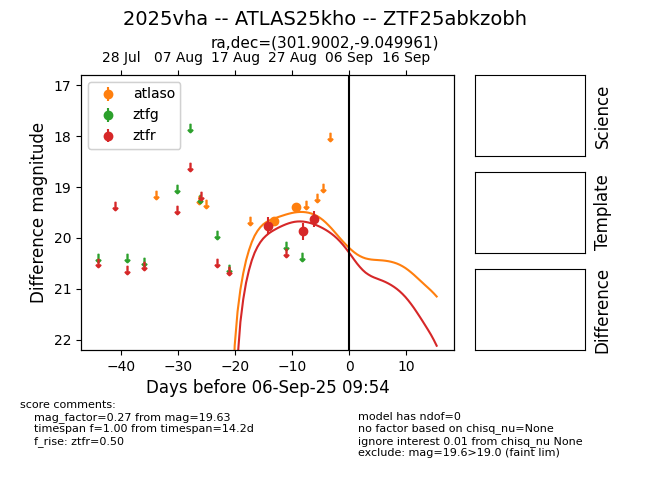 2025vha -- ATLAS25kho -- ZTF25abkzobh
ra,dec=(301.9002,-9.049961)
28 Jul 07 Aug 17 Aug 27 Aug 06 Sep 16 Sep
17
18
19
20
21
22
Difference magnitude
atlaso
ztfg
ztfr
−40 −30 −20 −10 0 10
Days before 06-Sep-25 09:54
Science
Template
Difference
score comments:
mag_factor=0.27 from mag=19.63
timespan f=1.00 from timespan=14.2d
f_rise: ztfr=0.50
model has ndof=0
no factor based on chisq_nu=None
ignore interest 0.01 from chisq_nu None
exclude: mag=19.6>19.0 (faint lim)